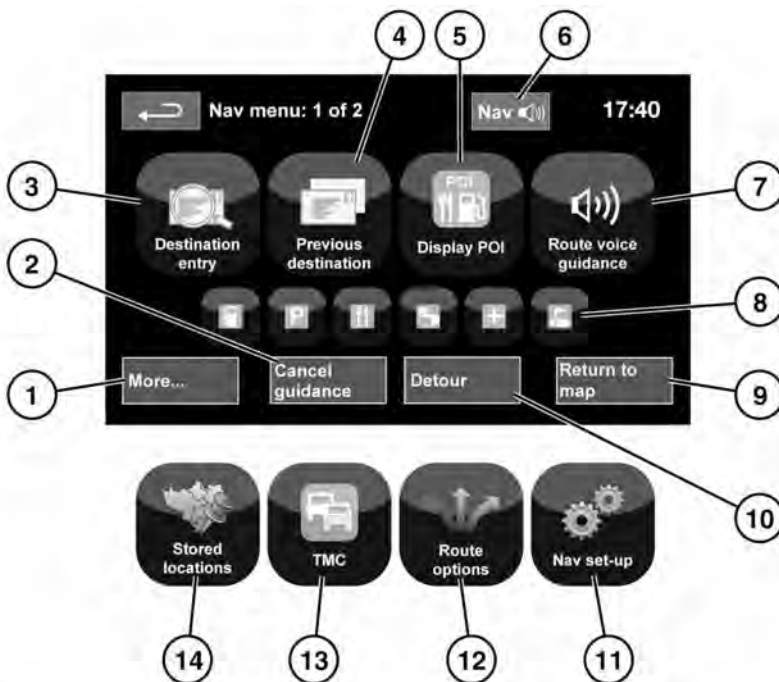 4
5
6
Nav menu: 1 of 2
Nav
17:40
3
7
POI
Destination
entry
Previous
destination
Display POI
Route voice
guidance
2
8
P
1
More...
Cancel
guidance
Detour
Return to
map
9
10
Stored
locations
TMC
Route
options
Nav set-up
14
13
12
11